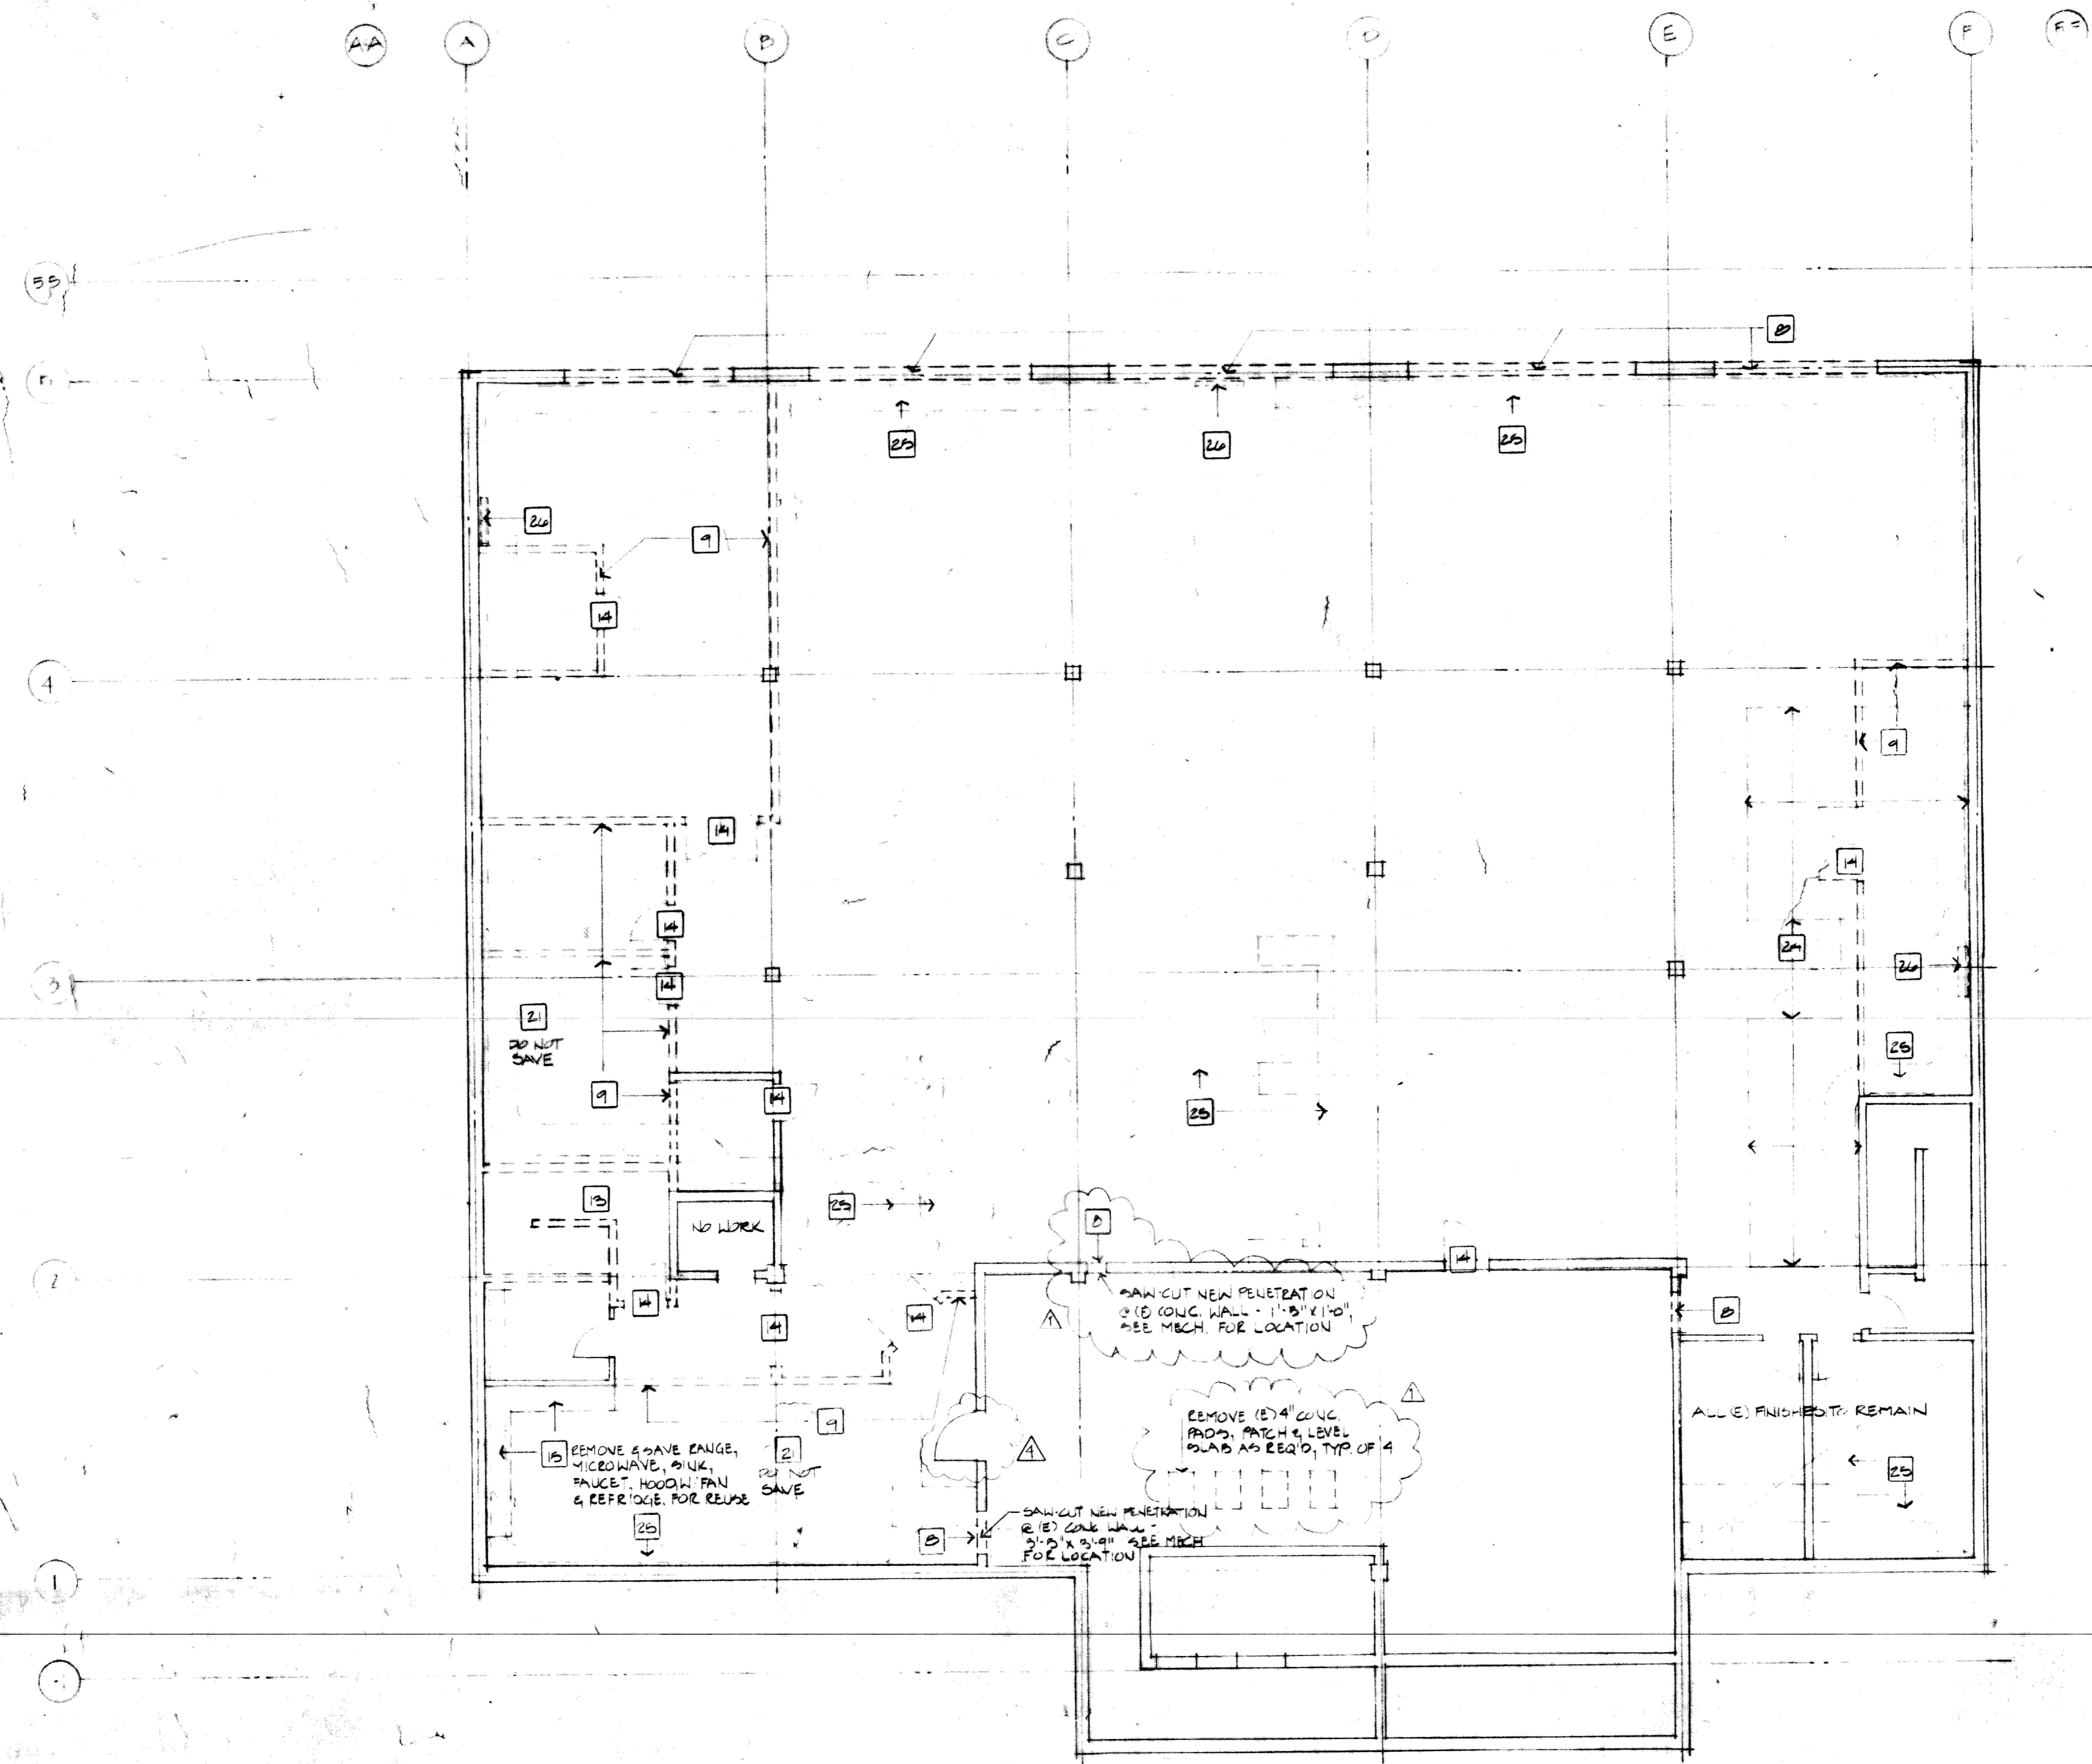 AA
A
B
C
D
E
F
55
8
25
26
25
26
9
14
4
9
14
14
14
24
26
3
14
21
DO NOT
SAVE
25
9
14
25
13
25
NO WORK
8
14
2
SAW-CUT NEW PENETRATION
@ (E) CONC. WALL - 1'-3" X 1'-0",
SEE MECH. FOR LOCATION
1
14
14
14
8
9
REMOVE (E) 4" CONC.
PADS, PATCH & LEVEL
SLAB AS REQ'D, TYP. OF 4
1
ALL (E) FINISHES TO REMAIN
15
REMOVE & SAVE RANGE,
MICROWAVE, SINK,
FAUCET, HOOD W/ FAN
& REFRIDGE. FOR REUSE
21
DO NOT
SAVE
4
25
25
8
SAW-CUT NEW PENETRATION
@ (E) CONC WALL -
3'-3" X 3'-9" SEE MECH
FOR LOCATION
1